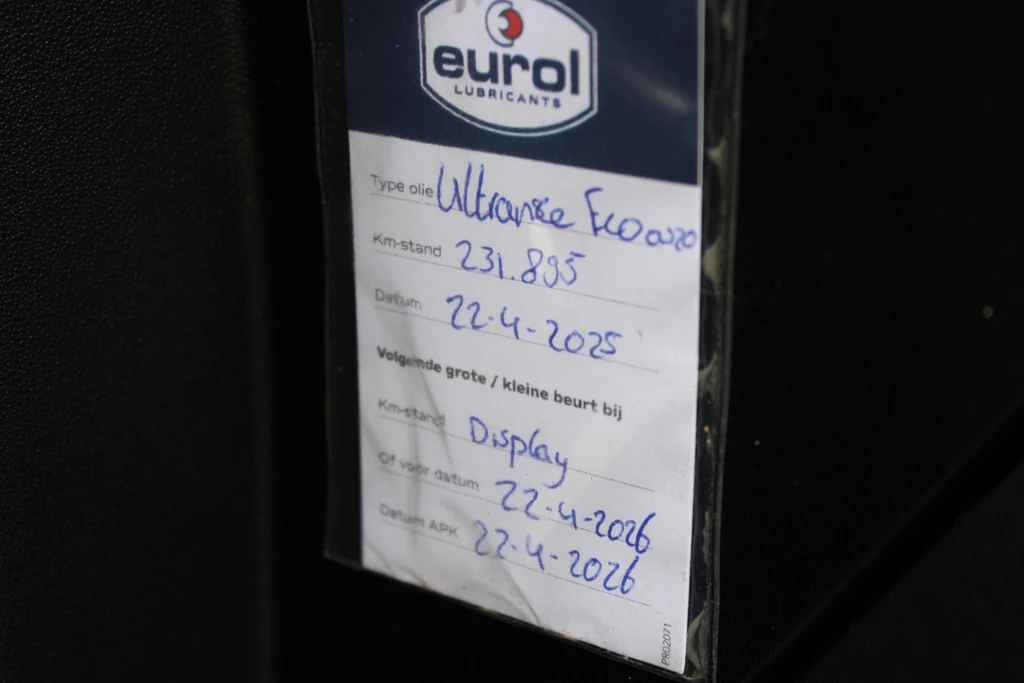 eurol
LUBRICANTS
Type olie Ultrance Eco 0W20
Km-stand 231.895
Datum 22-4-2025
Volgende grote / kleine beurt bij
Km-stand Display
Of voor datum 22-4-2026
Datum APK 22-4-2026
PR02071